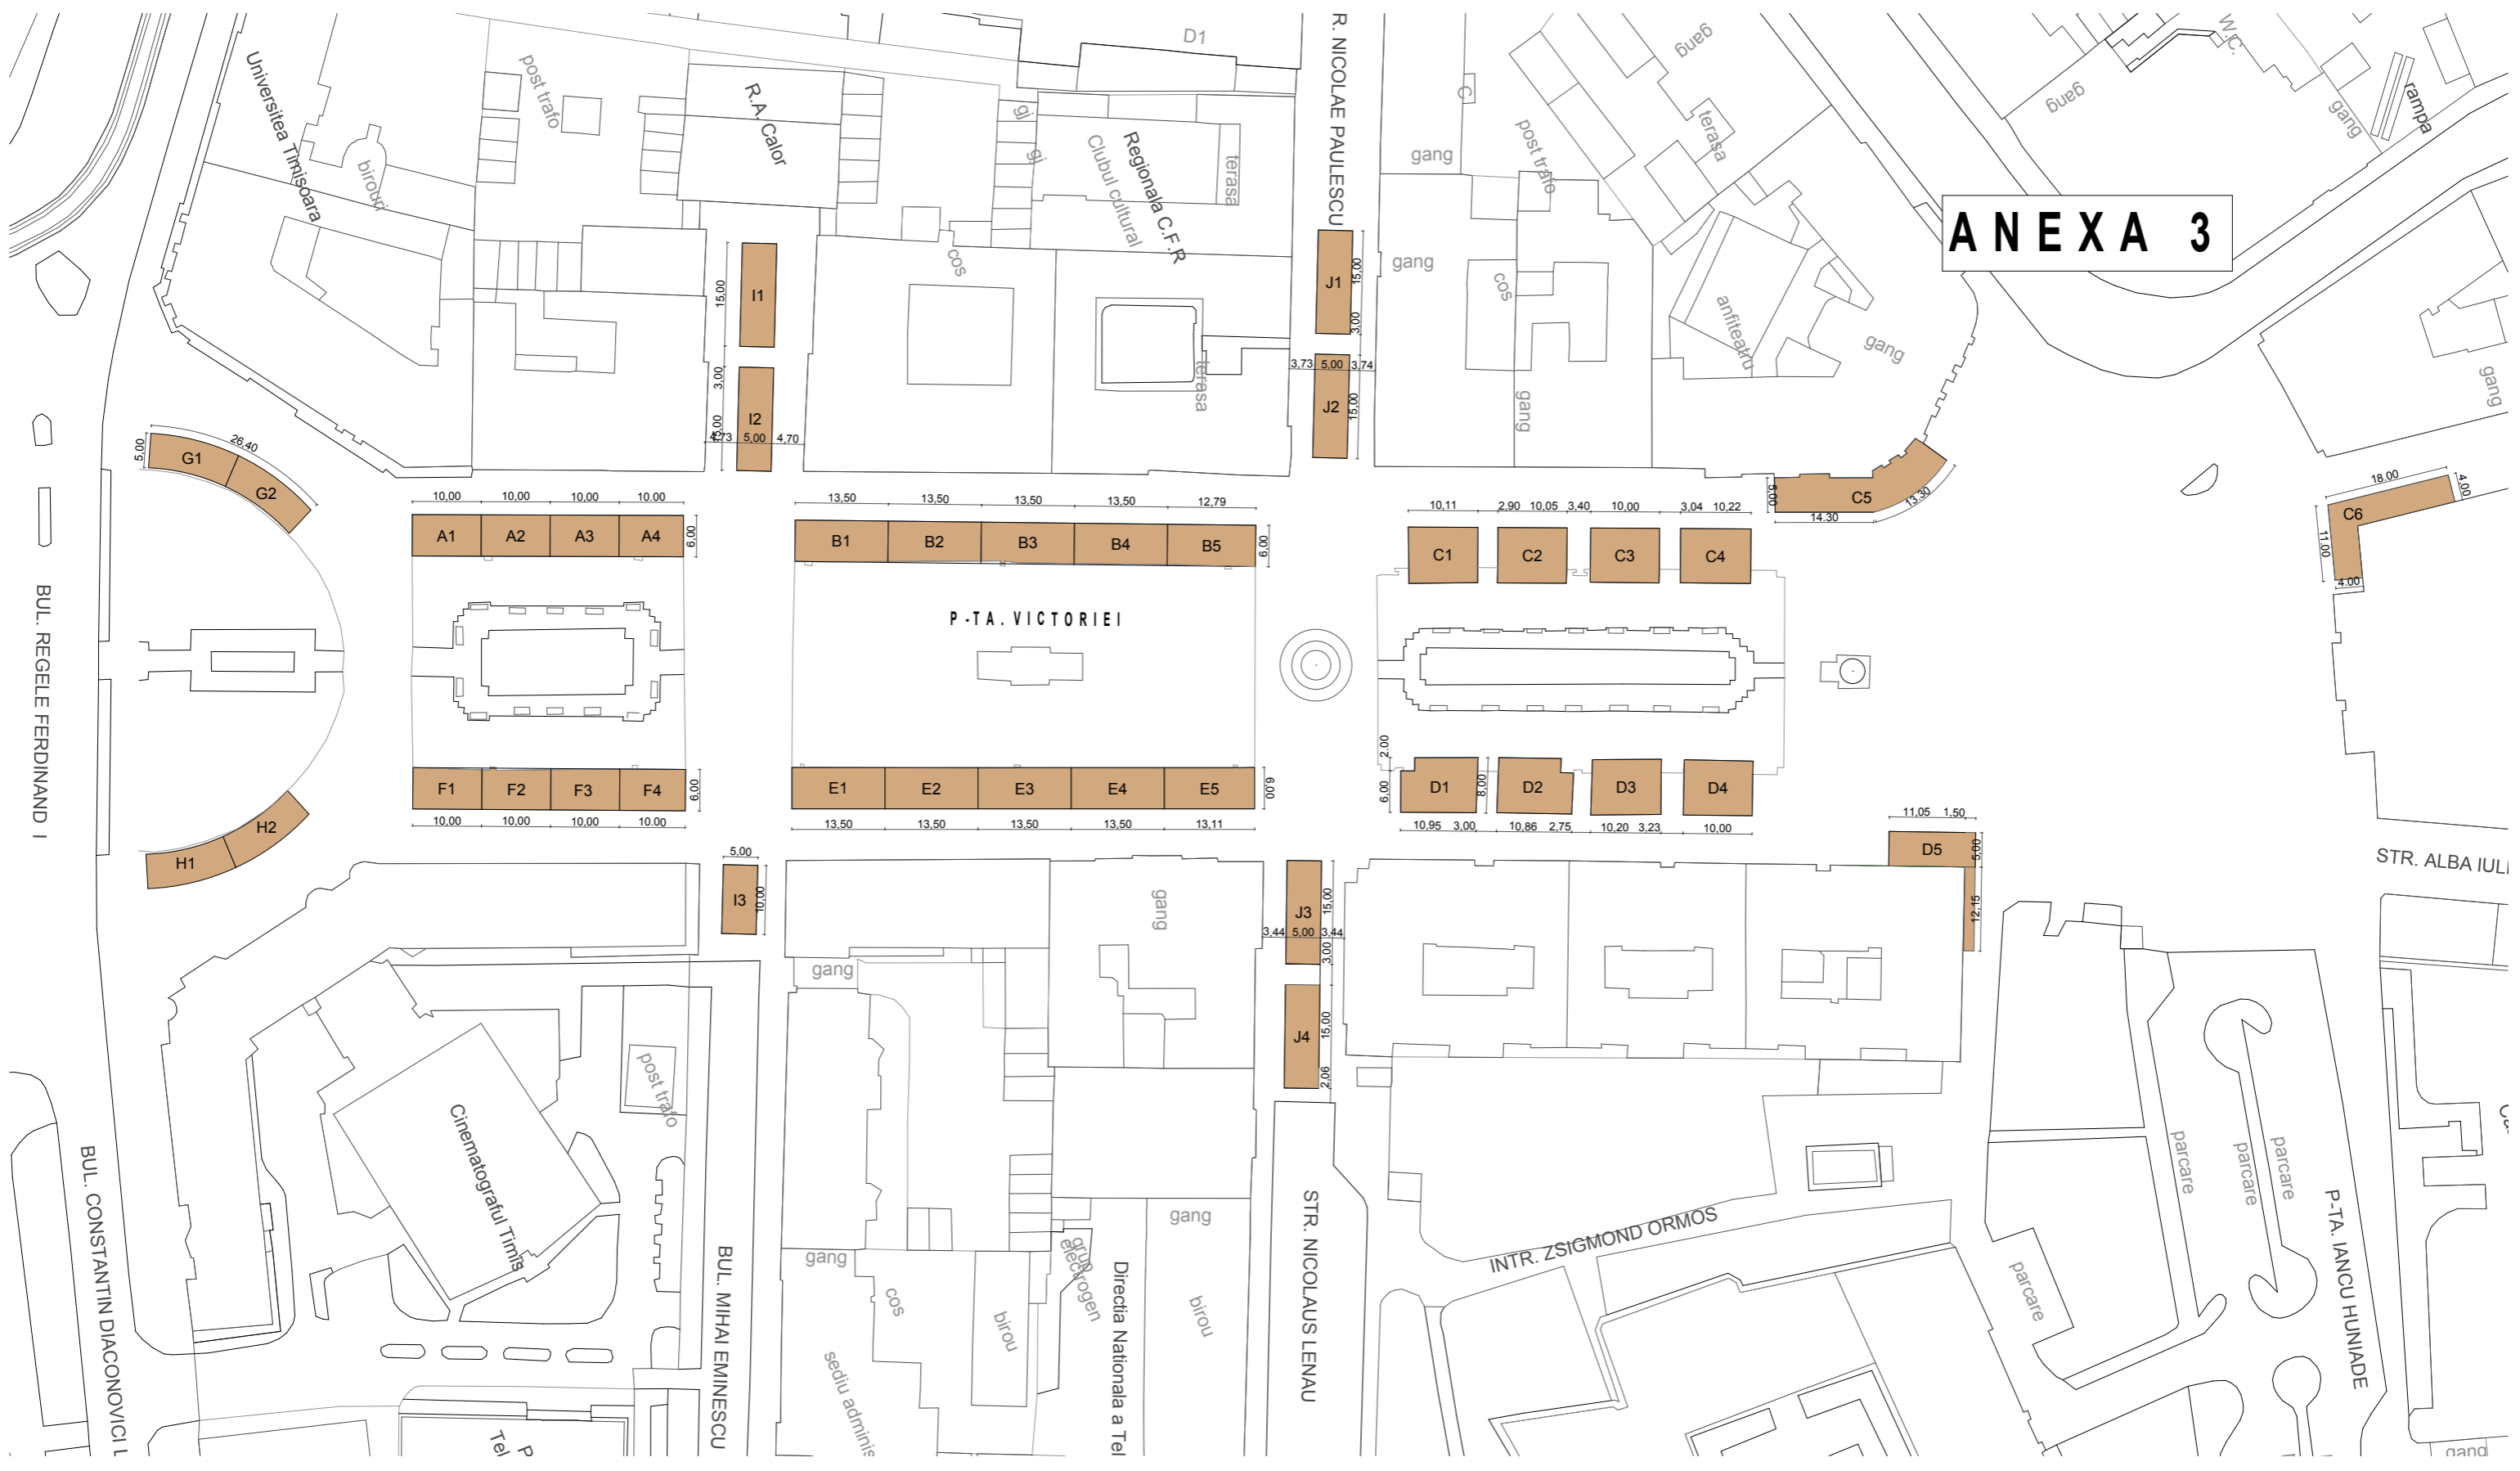 D1
R. NICOLAE PAULESCU
gang
W.C.
gang
gang
rampa
Universitea Timisoara
post trafo
birouri
R.A. Calor
gi
gi
Clubul cultural
Regionala C.F.R
terasa
C
gang
post trafo
terasa
ANEXA 3
cos
gang
cos
anfiteatru
gang
gang
terasa
gang
15,00
I1
3,00
I2
15,00
4,73 5,00 4,70
J1
15,00
3,00
3,73 5,00 3,74
J2
15,00
5,00
26,40
G1
G2
10,00 10,00 10,00 10.00
A1 A2 A3 A4
6,00
13,50 13,50 13,50 13,50 12,79
B1 B2 B3 B4 B5
6,00
10,11 2,90 10,05 3,40 10,00 3,04 10,22
C1 C2 C3 C4
5,00
C5
14.30
13.30
18.00
4.00
C6
11.00
4.00
P-TA. VICTORIEI
BUL. REGELE FERDINAND I
F1 F2 F3 F4
6,00
10,00 10,00 10,00 10.00
E1 E2 E3 E4 E5
6,00
13,50 13,50 13,50 13,50 13,11
2.00
6,00
D1
8,00
D2 D3 D4
10,95 3,00 10,86 2,75 10,20 3,23 10,00
11,05 1,50
D5
5,00
12,15
STR. ALBA IULI
H2
H1
5,00
I3
10,00
gang
J3
15,00
3,44 5,00 3,44
3,00
J4
15,00
2,06
gang
post trafo
Cinematograful Timis
BUL. CONSTANTIN DIACONOVICI L
BUL. MIHAI EMINESCU
gang
cos
birou
sediu adminis
grup
electrogen
Directia Nationala a Tel
gang
birou
STR. NICOLAUS LENAU
INTR. ZSIGMOND ORMOS
parcare
parcare
parcare
parcare
P-TA. IANCU HUNIADE
P
Tel
gang